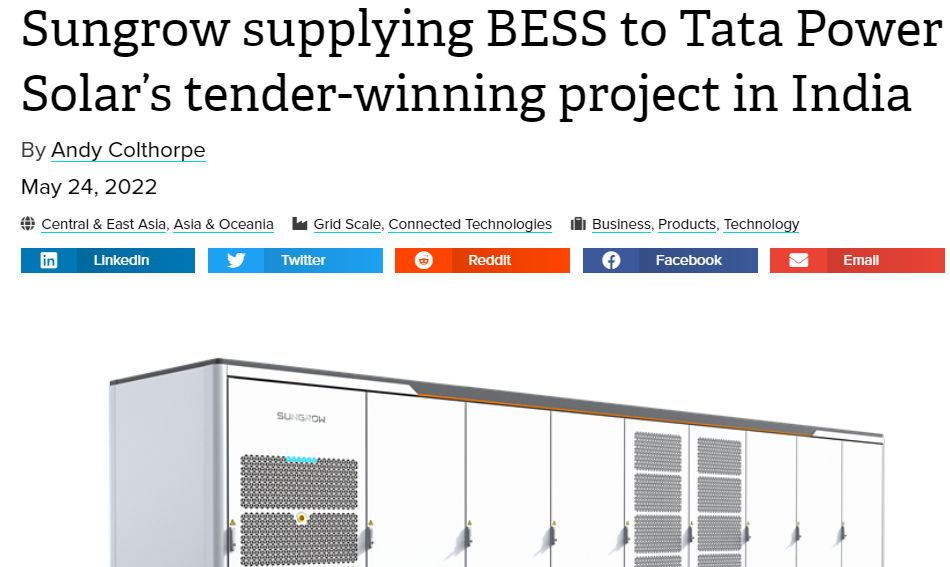 Sungrow supplying BESS to Tata Power
Solar’s tender-winning project in India
By Andy Colthorpe
May 24, 2022
Central & East Asia, Asia & Oceania Grid Scale, Connected Technologies Business, Products, Technology
LinkedIn Twitter Reddit Facebook Email
SUNGROW